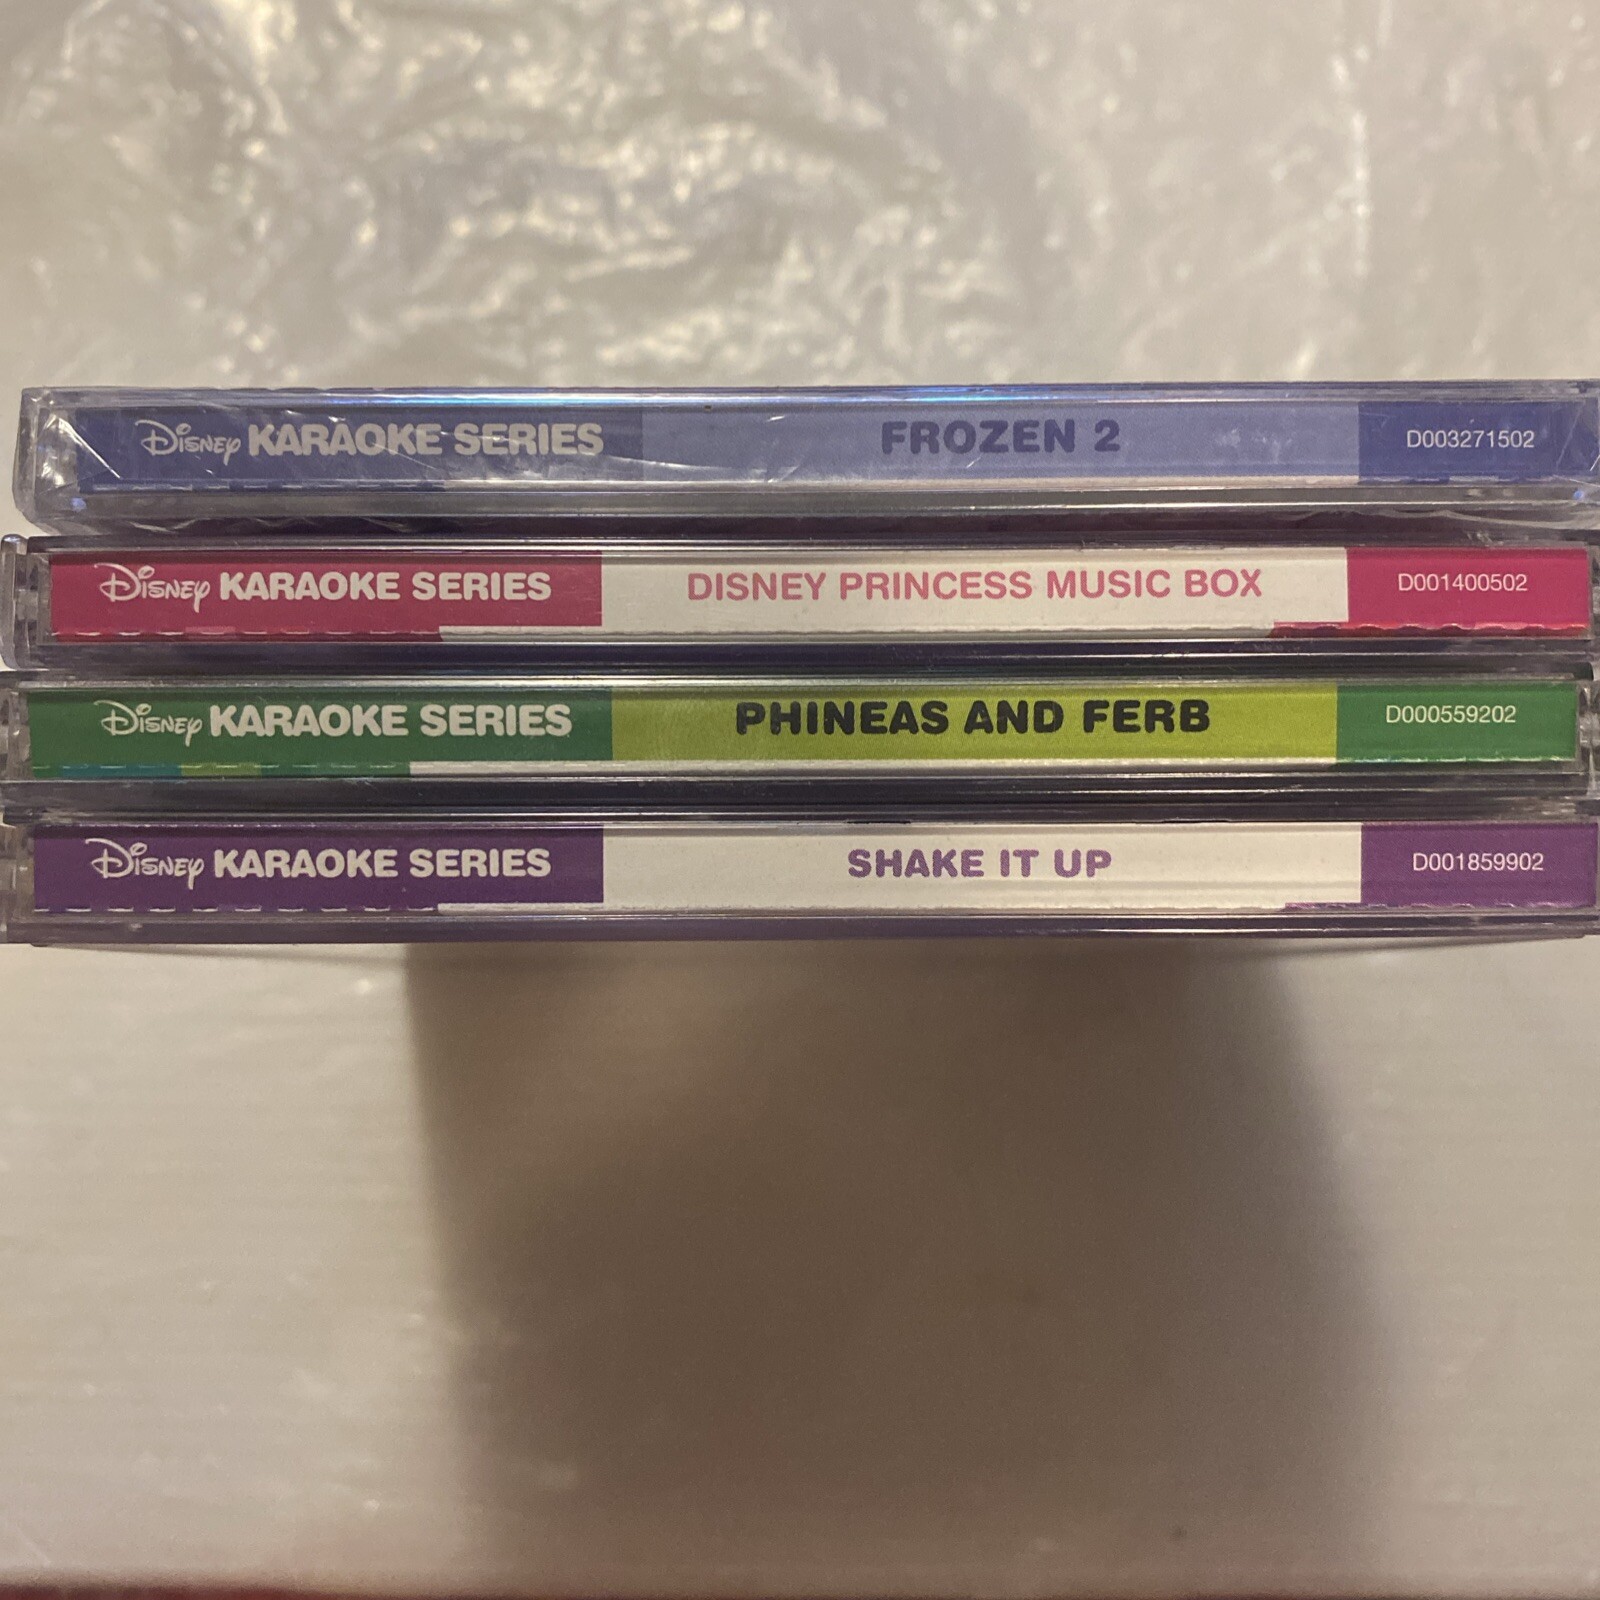 Disney KARAOKE SERIES FROZEN 2 D003271502
Disney KARAOKE SERIES DISNEY PRINCESS MUSIC BOX D001400502
Disney KARAOKE SERIES PHINEAS AND FERB D000559202
Disney KARAOKE SERIES SHAKE IT UP D001859902